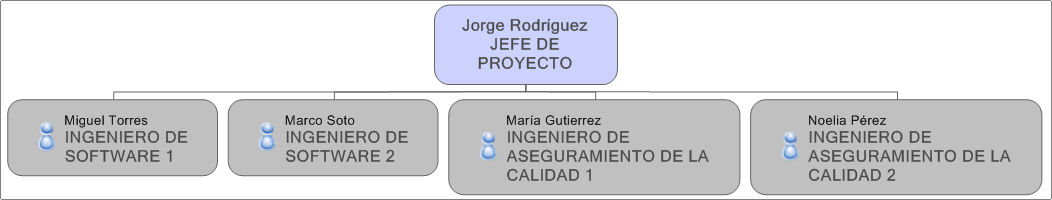 Jorge Rodríguez
JEFE DE
PROYECTO
Miguel Torres
INGENIERO DE
SOFTWARE 1
Marco Soto
INGENIERO DE
SOFTWARE 2
María Gutierrez
INGENIERO DE
ASEGURAMIENTO DE LA
CALIDAD 1
Noelia Pérez
INGENIERO DE
ASEGURAMIENTO DE LA
CALIDAD 2